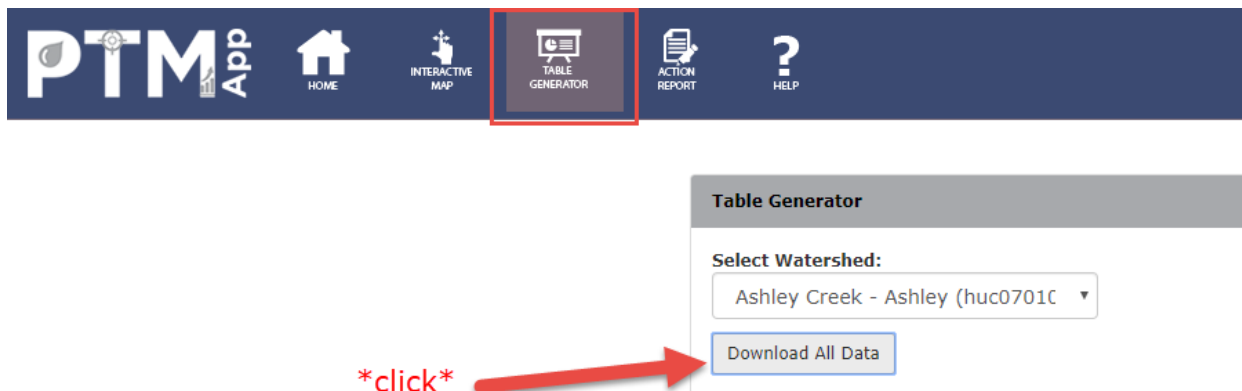 PTM App
HOME
INTERACTIVE
MAP
TABLE
GENERATOR
ACTION
REPORT
?
HELP
Table Generator
Select Watershed:
Ashley Creek - Ashley (huc0701(
Download All Data
*click*